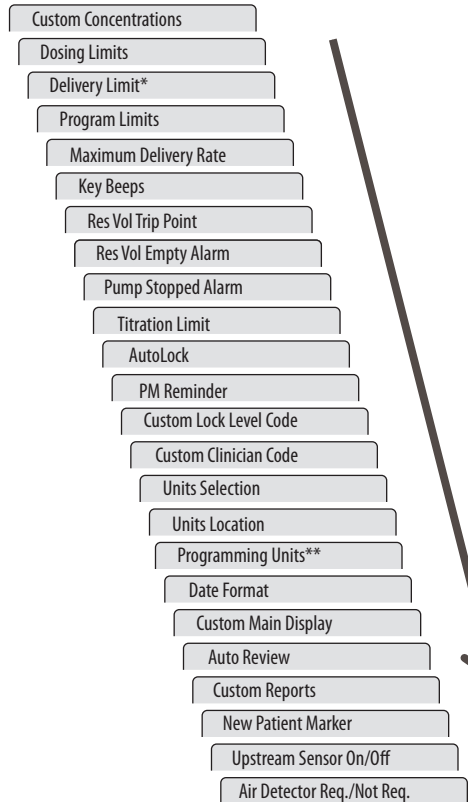 Custom Concentrations
Dosing Limits
Delivery Limit*
Program Limits
Maximum Delivery Rate
Key Beeps
Res Vol Trip Point
Res Vol Empty Alarm
Pump Stopped Alarm
Titration Limit
AutoLock
PM Reminder
Custom Lock Level Code
Custom Clinician Code
Units Selection
Units Location
Programming Units**
Date Format
Custom Main Display
Auto Review
Custom Reports
New Patient Marker
Upstream Sensor On/Off
Air Detector Req./Not Req.